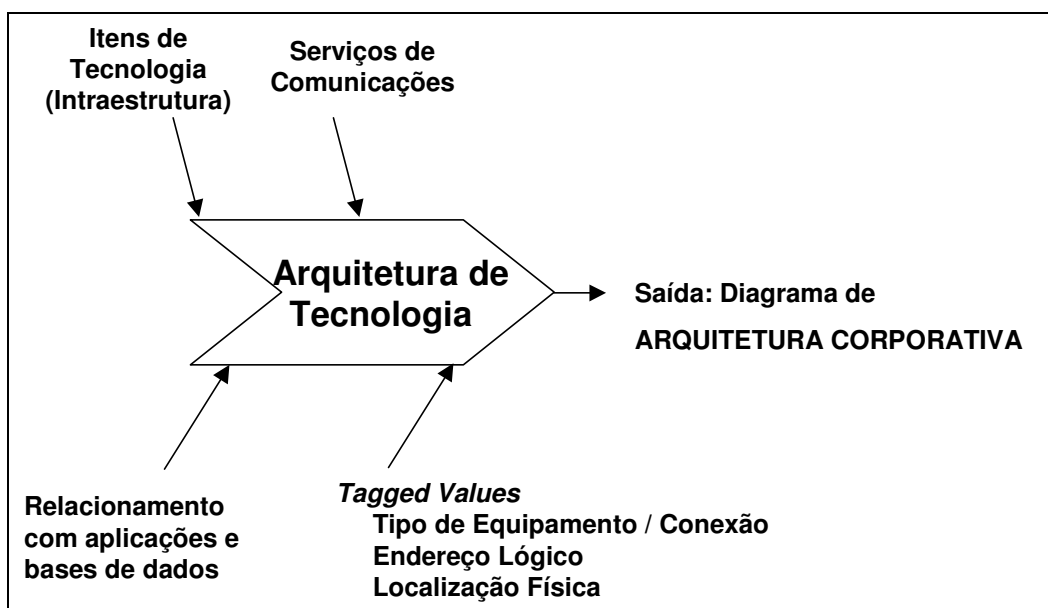 Itens de
Tecnologia
(Intraestrutura)
Serviços de
Comunicações
Arquitetura de
Tecnologia
Saída: Diagrama de
ARQUITETURA CORPORATIVA
Relacionamento
com aplicações e
bases de dados
Tagged Values
Tipo de Equipamento / Conexão
Endereço Lógico
Localização Física